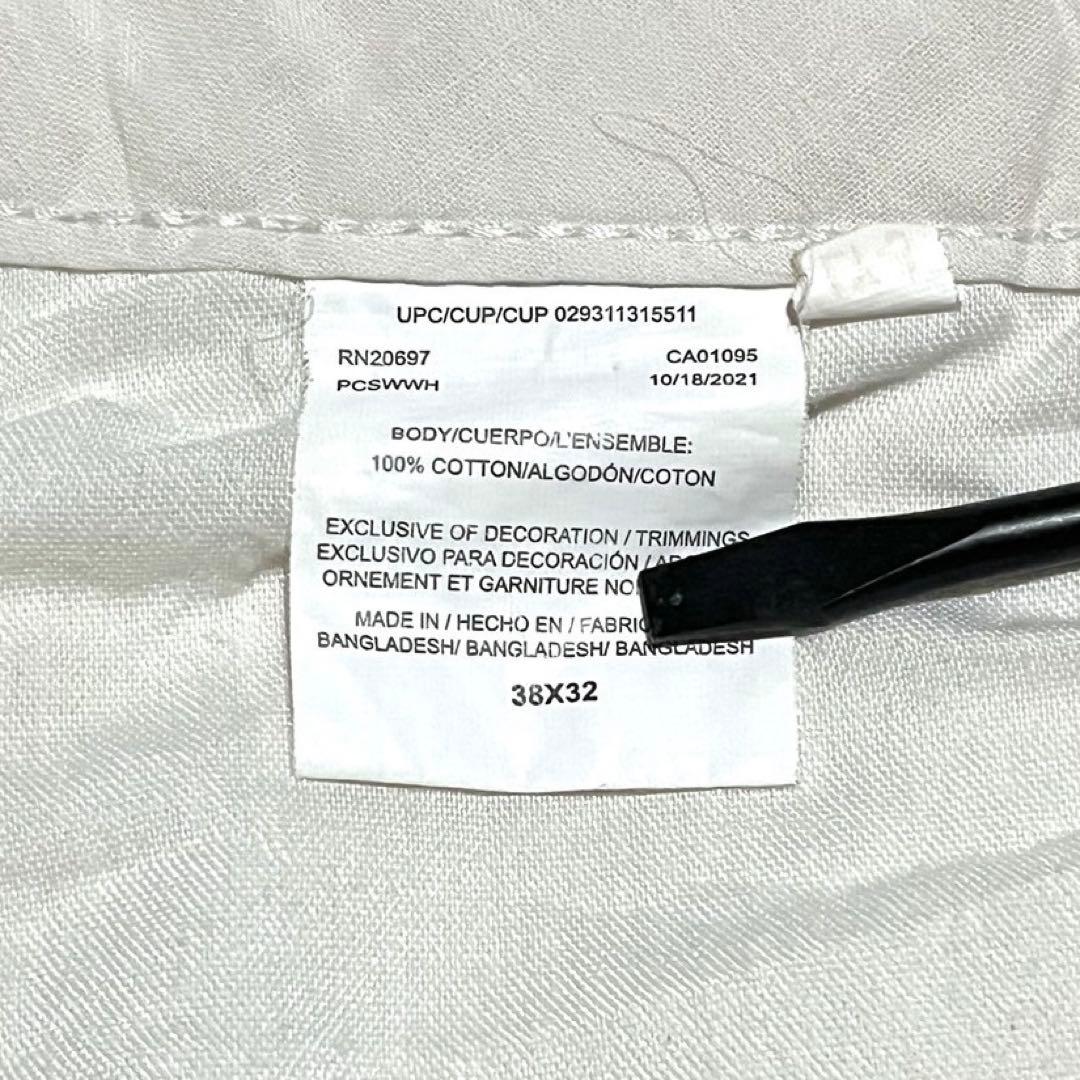 UPC/CUP/CUP 029311315511
RN20697 CA01095
PCSWWH 10/18/2021
BODY/CUERPO/L'ENSEMBLE:
100% COTTON/ALGODÓN/COTON
EXCLUSIVE OF DECORATION / TRIMMINGS
EXCLUSIVO PARA DECORACIÓN /
ORNEMENT ET GARNITURE
MADE IN / HECHO EN /
BANGLADESH/ BANGLADESH/ BANGLADESH
38X32